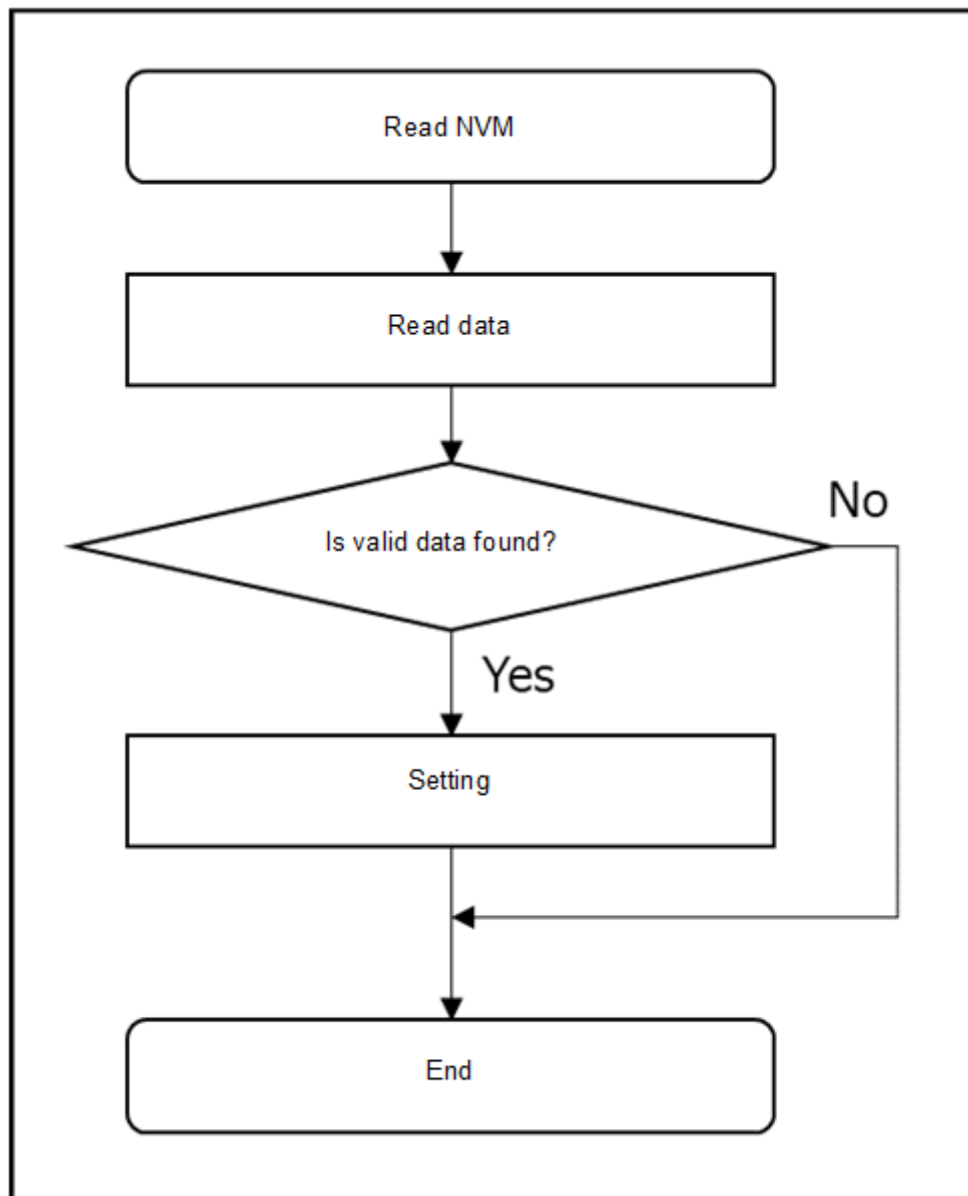 Read NVM
Read data
Is valid data found?
No
Yes
Setting
End